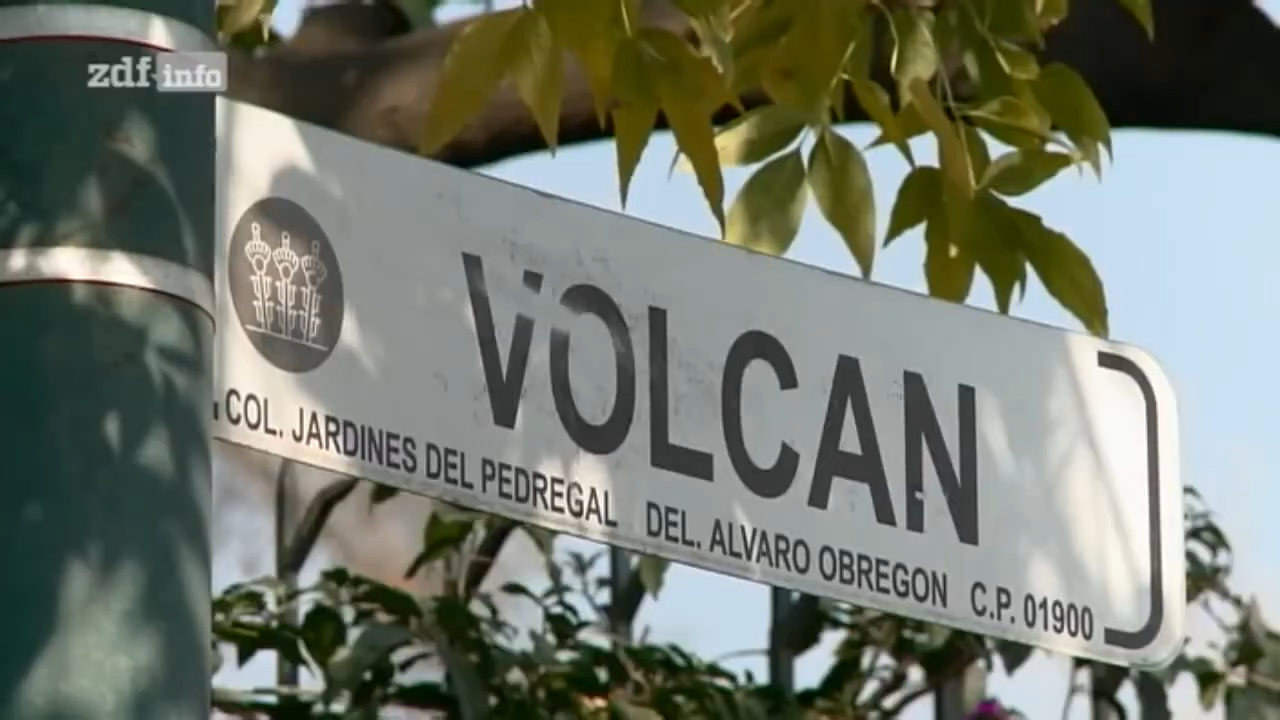 zdf info
VOLCAN
COL. JARDINES DEL PEDREGAL DEL. ALVARO OBREGON C.P. 01900